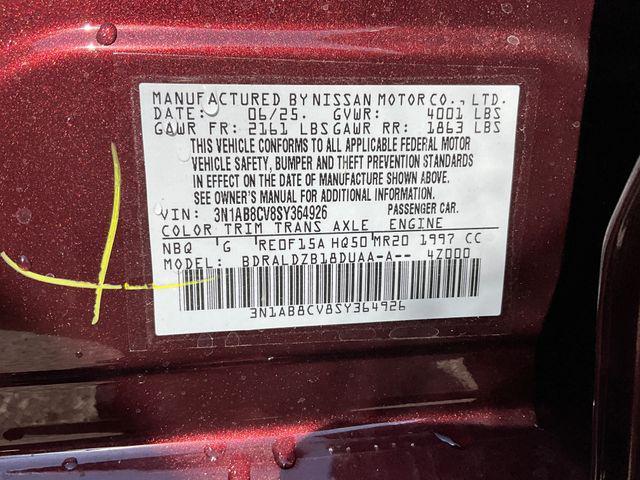 MANUFACTURED BY NISSAN MOTOR CO., LTD.
DATE: 06/25. GVWR: 4001 LBS
GAWR FR: 2161 LBS GAWR RR: 1863 LBS
THIS VEHICLE CONFORMS TO ALL APPLICABLE FEDERAL MOTOR
VEHICLE SAFETY, BUMPER AND THEFT PREVENTION STANDARDS
IN EFFECT ON THE DATE OF MANUFACTURE SHOWN ABOVE.
SEE OWNER'S MANUAL FOR ADDITIONAL INFORMATION.
VIN: 3N1AB8CV8SY364926 PASSENGER CAR.
COLOR TRIM TRANS AXLE ENGINE
NBQ G RE0F15A HQ50 MR20 1997 CC
MODEL: BDRALDZB18DUAA-A-- 4Z000
3N1AB8CV8SY364926